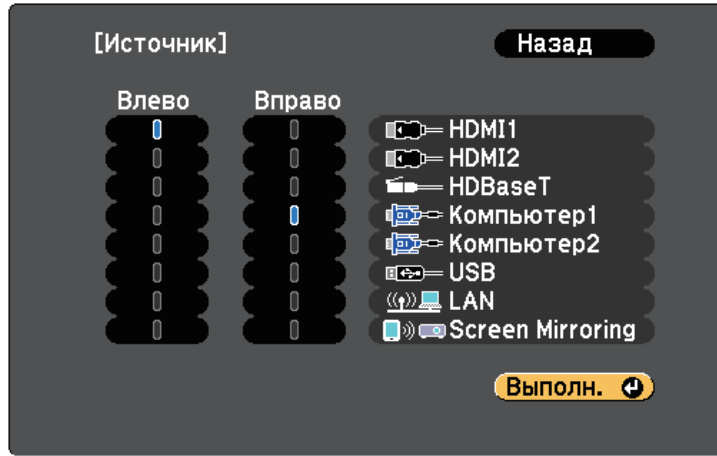 [Источник] Назад
Влево Вправо
HDMI1
HDMI2
HDBaseT
Компьютер1
Компьютер2
USB
LAN
Screen Mirroring
Выполн.